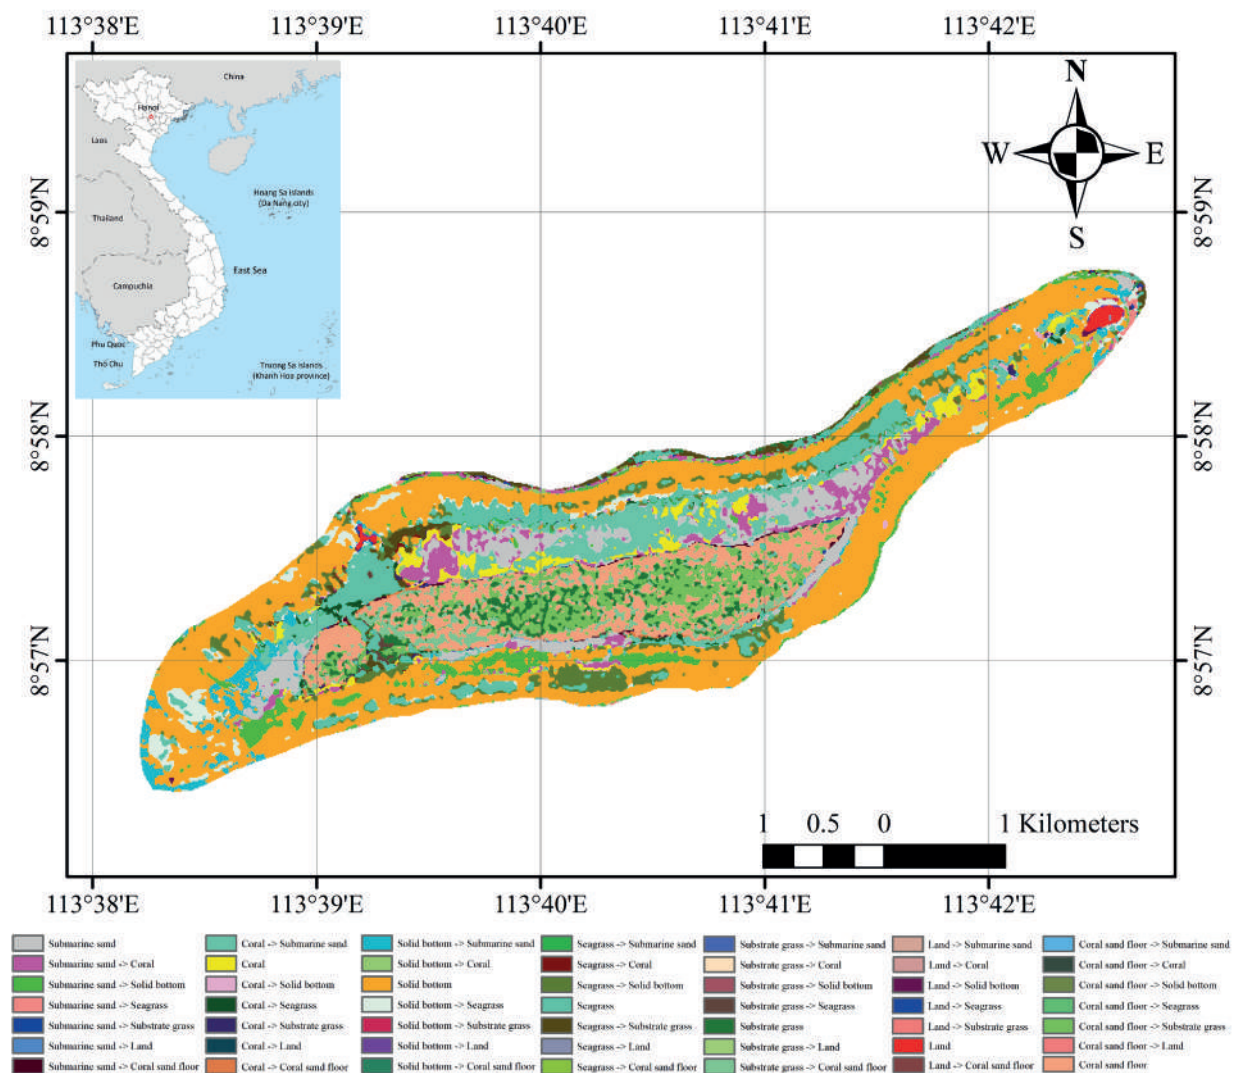 113°38'E 113°39'E 113°40'E 113°41'E 113°42'E
China
Hanoi
Laos
Hoang Sa islands
(Da Nang city)
Thailand
East Sea
Campuchia
Phu Quoc
Tho Chu
Truong Sa islands
(Khanh Hoa province)
N
W E
S
8°59'N 8°59'N
8°58'N 8°58'N
8°57'N 8°57'N
1 0.5 0 1 Kilometers
113°38'E 113°39'E 113°40'E 113°41'E 113°42'E
Submarine sand
Submarine sand -> Coral
Submarine sand -> Solid bottom
Submarine sand -> Seagrass
Submarine sand -> Substrate grass
Submarine sand -> Land
Submarine sand -> Coral sand floor
Coral -> Submarine sand
Coral
Coral -> Solid bottom
Coral -> Seagrass
Coral -> Substrate grass
Coral -> Land
Coral -> Coral sand floor
Solid bottom -> Submarine sand
Solid bottom -> Coral
Solid bottom
Solid bottom -> Seagrass
Solid bottom -> Substrate grass
Solid bottom -> Land
Solid bottom -> Coral sand floor
Seagrass -> Submarine sand
Seagrass -> Coral
Seagrass -> Solid bottom
Seagrass
Seagrass -> Substrate grass
Seagrass -> Land
Seagrass -> Coral sand floor
Substrate grass -> Submarine sand
Substrate grass -> Coral
Substrate grass -> Solid bottom
Substrate grass -> Seagrass
Substrate grass
Substrate grass -> Land
Substrate grass -> Coral sand floor
Land -> Submarine sand
Land -> Coral
Land -> Solid bottom
Land -> Seagrass
Land -> Substrate grass
Land
Land -> Coral sand floor
Coral sand floor -> Submarine sand
Coral sand floor -> Coral
Coral sand floor -> Solid bottom
Coral sand floor -> Seagrass
Coral sand floor -> Substrate grass
Coral sand floor -> Land
Coral sand floor